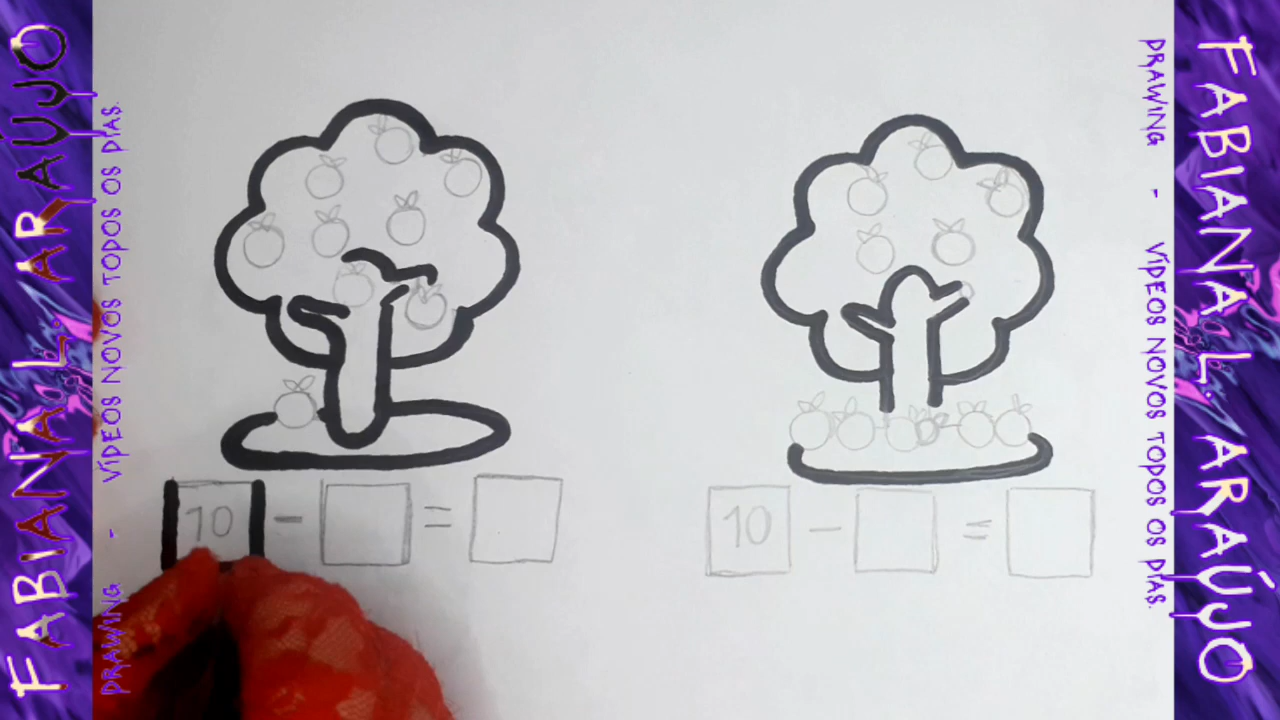 FABIANA L. ARAÚJO
DRAWING - VÍDEOS NOVOS TODOS OS DIAS.
10 - =
10 - =
DRAWING - VÍDEOS NOVOS TODOS OS DIAS.
FABIANA L. ARAÚJO